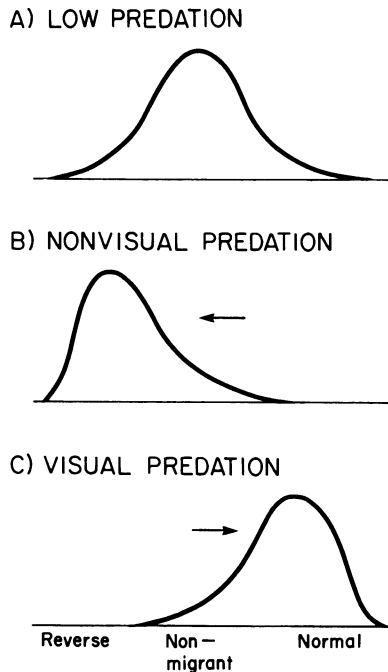 A) LOW PREDATION
B) NONVISUAL PREDATION
C) VISUAL PREDATION
Reverse Non- Normal
migrant